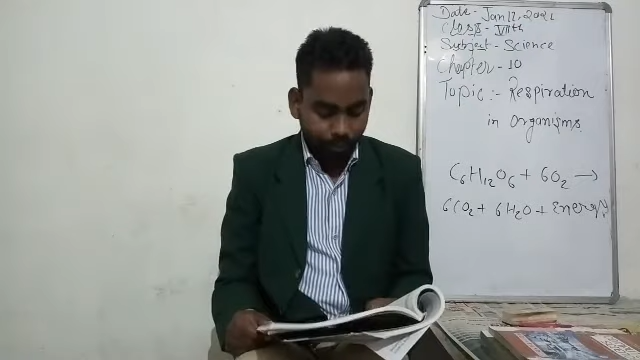 Date - Jan 12, 2021
Class - VIIth
Subject - Science
Chapter - 10
Topic :- Respiration
in Organisms.
C6H12O6 + 6O2 →
6CO2 + 6H2O + Energy